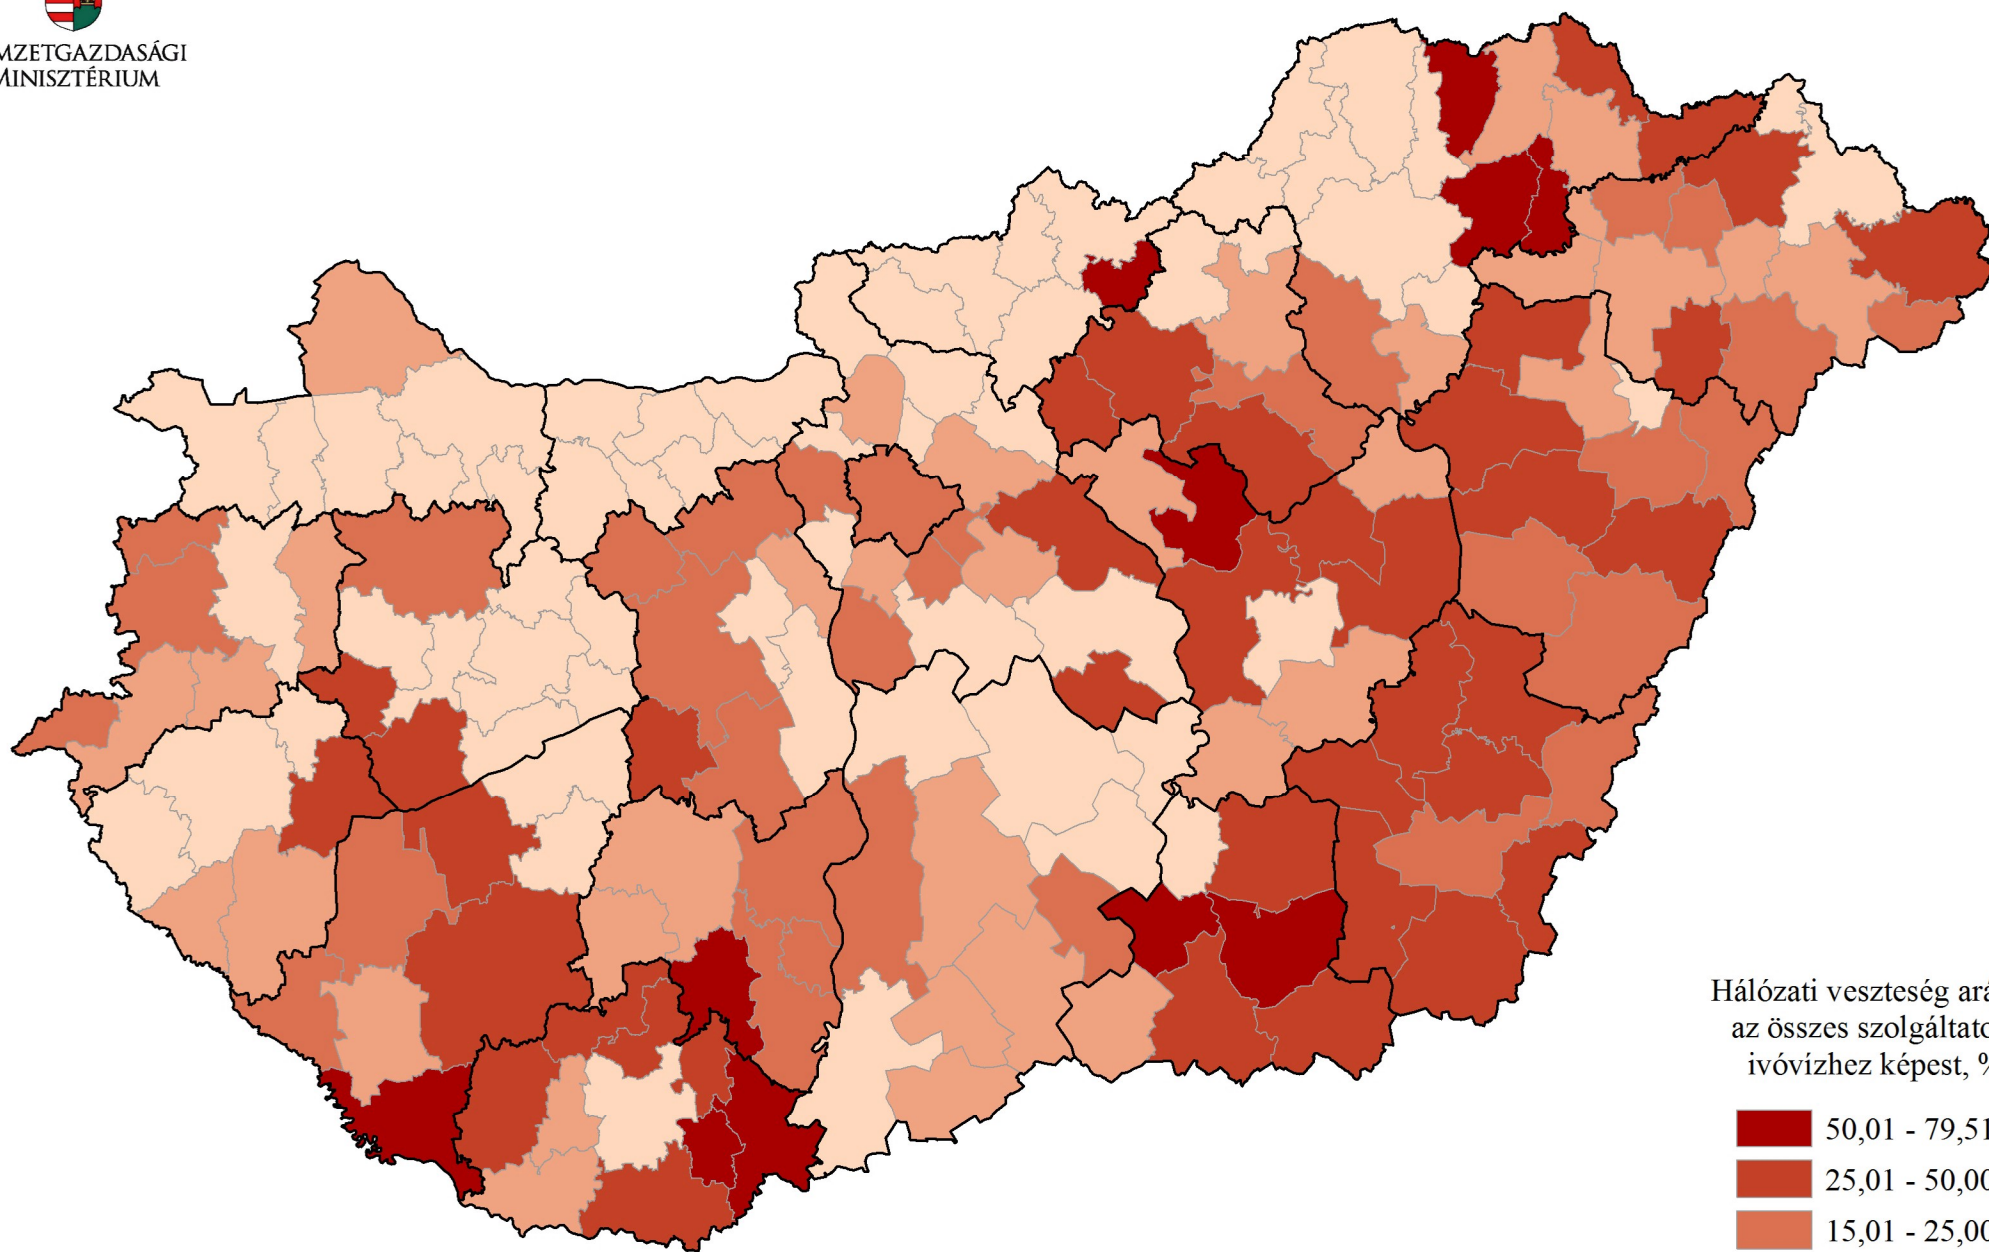 MZETGAZDASÁGI
MINISZTÉRIUM
Hálózati veszteség ará
az összes szolgáltato
ivóvízhez képest, %
50,01 - 79,51
25,01 - 50,00
15,01 - 25,00